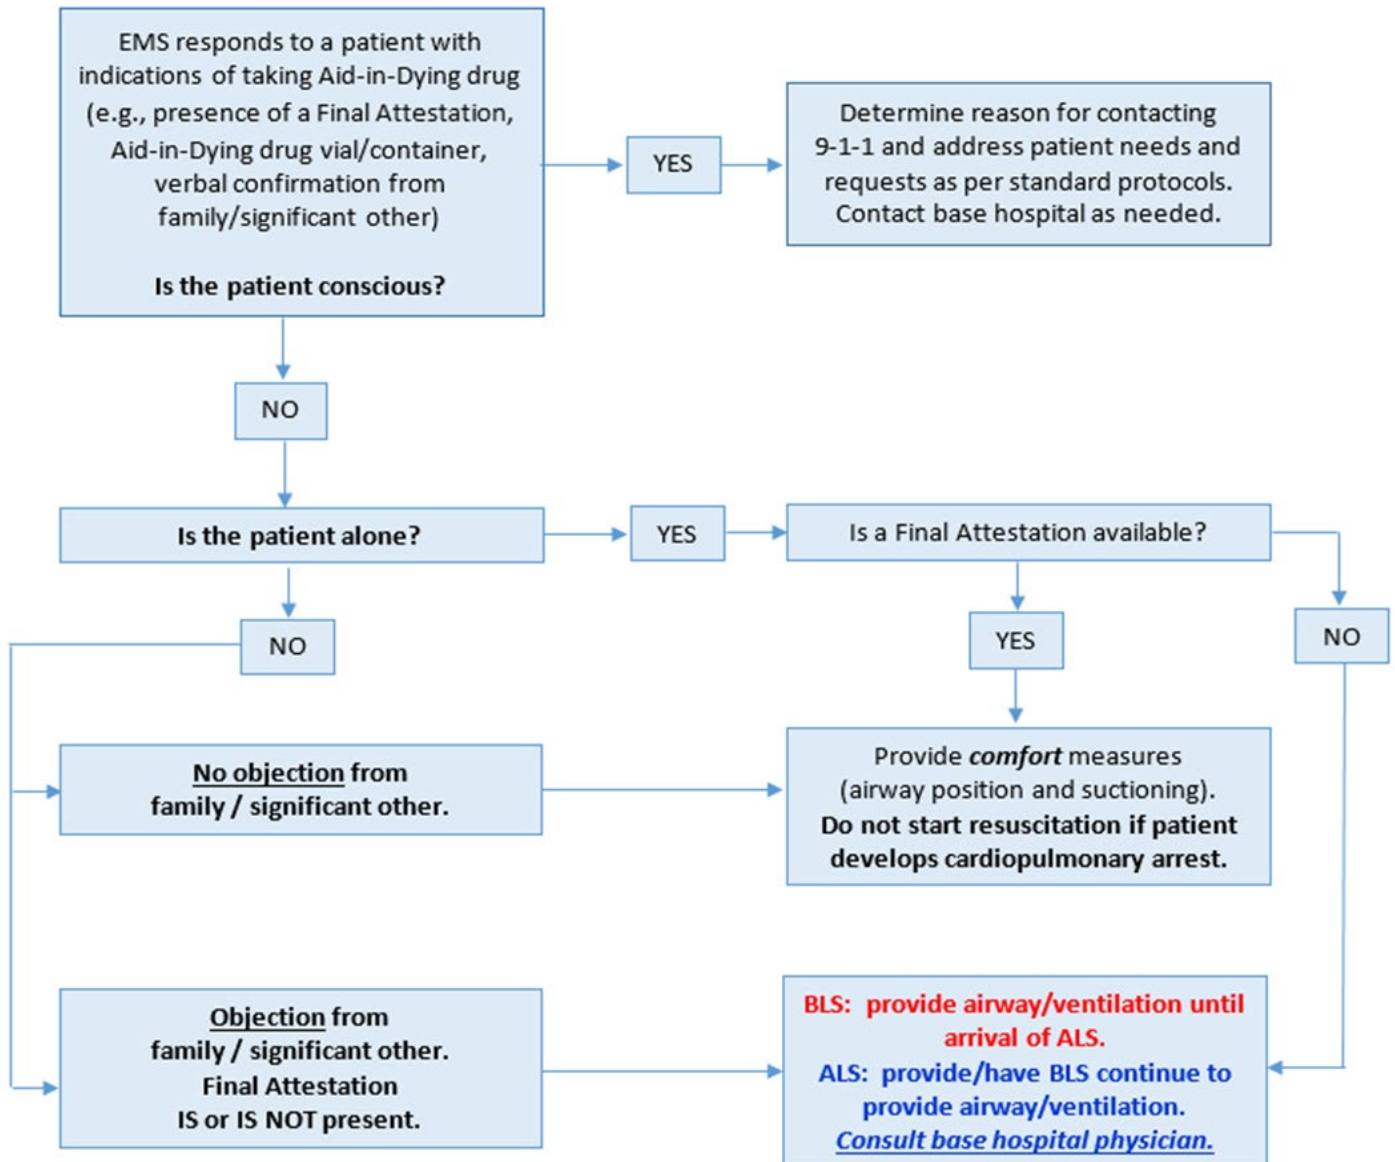 EMS responds to a patient with
indications of taking Aid-in-Dying drug
(e.g., presence of a Final Attestation,
Aid-in-Dying drug vial/container,
verbal confirmation from
family/significant other)
Is the patient conscious?
YES
Determine reason for contacting
9-1-1 and address patient needs and
requests as per standard protocols.
Contact base hospital as needed.
NO
Is the patient alone?
YES
Is a Final Attestation available?
NO
YES
NO
No objection from
family / significant other.
Provide comfort measures
(airway position and suctioning).
Do not start resuscitation if patient
develops cardiopulmonary arrest.
Objection from
family / significant other.
Final Attestation
IS or IS NOT present.
BLS: provide airway/ventilation until
arrival of ALS.
ALS: provide/have BLS continue to
provide airway/ventilation.
Consult base hospital physician.